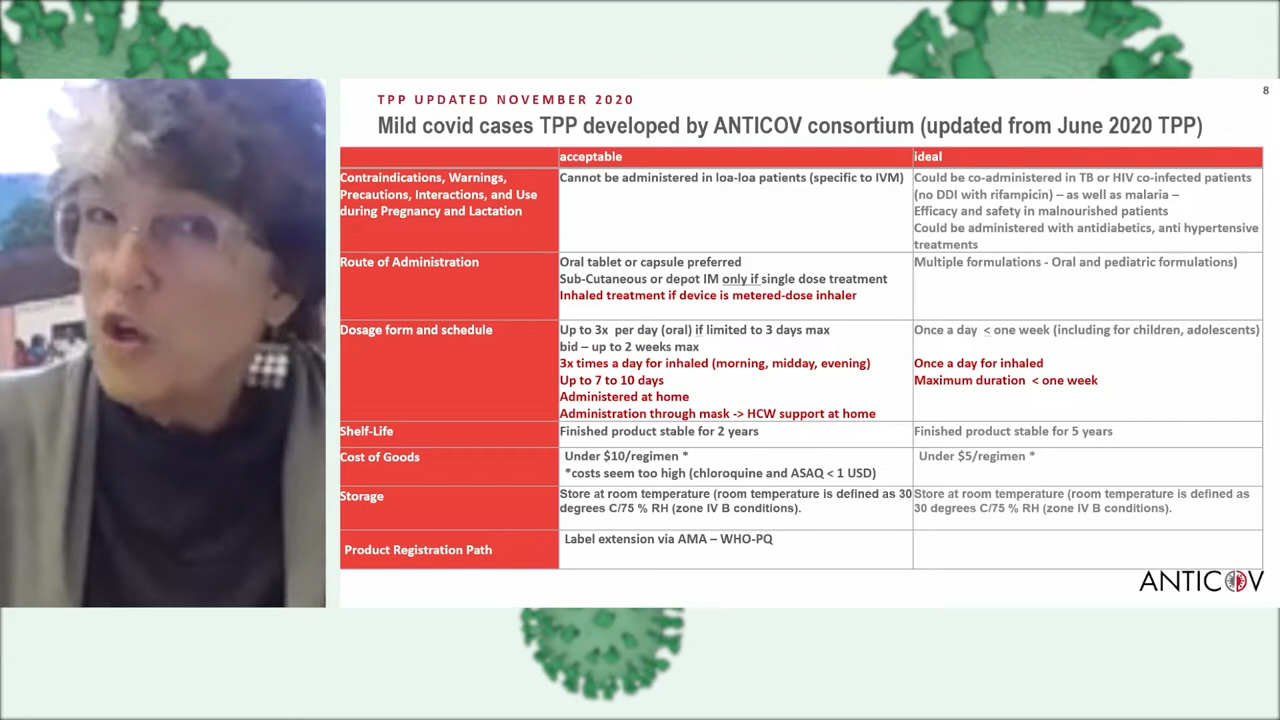 TPP UPDATED NOVEMBER 2020
8
Mild covid cases TPP developed by ANTICOV consortium (updated from June 2020 TPP)
acceptable
ideal
Contraindications, Warnings,
Precautions, Interactions, and Use
during Pregnancy and Lactation
Cannot be administered in loa-loa patients (specific to IVM)
Could be co-administered in TB or HIV co-infected patients
(no DDI with rifampicin) – as well as malaria –
Efficacy and safety in malnourished patients
Could be administered with antidiabetics, anti hypertensive
treatments
Route of Administration
Oral tablet or capsule preferred
Sub-Cutaneous or depot IM only if single dose treatment
Inhaled treatment if device is metered-dose inhaler
Multiple formulations - Oral and pediatric formulations)
Dosage form and schedule
Up to 3x per day (oral) if limited to 3 days max
bid – up to 2 weeks max
3x times a day for inhaled (morning, midday, evening)
Up to 7 to 10 days
Administered at home
Administration through mask -> HCW support at home
Once a day < one week (including for children, adolescents)
Once a day for inhaled
Maximum duration < one week
Shelf-Life
Finished product stable for 2 years
Finished product stable for 5 years
Cost of Goods
Under $10/regimen *
*costs seem too high (chloroquine and ASAQ < 1 USD)
Under $5/regimen *
Storage
Store at room temperature (room temperature is defined as 30
degrees C/75 % RH (zone IV B conditions).
Store at room temperature (room temperature is defined as
30 degrees C/75 % RH (zone IV B conditions).
Product Registration Path
Label extension via AMA – WHO-PQ
ANTICOV